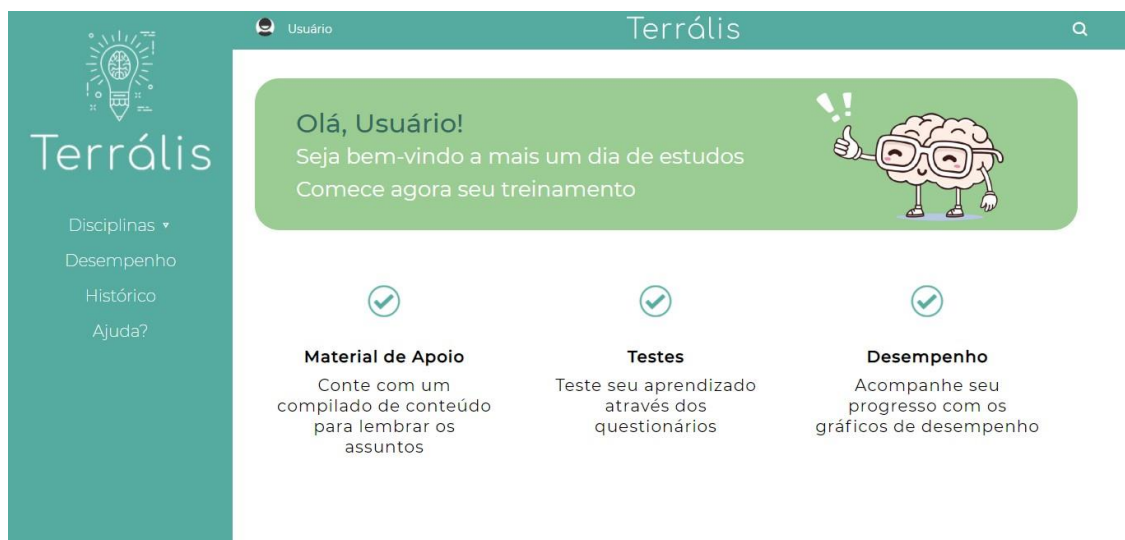 Terrális
Disciplinas ▾
Desempenho
Histórico
Ajuda?
Usuário
Terrális
Olá, Usuário!
Seja bem-vindo a mais um dia de estudos
Comece agora seu treinamento
Material de Apoio
Conte com um
compilado de conteúdo
para lembrar os
assuntos
Testes
Teste seu aprendizado
através dos
questionários
Desempenho
Acompanhe seu
progresso com os
gráficos de desempenho